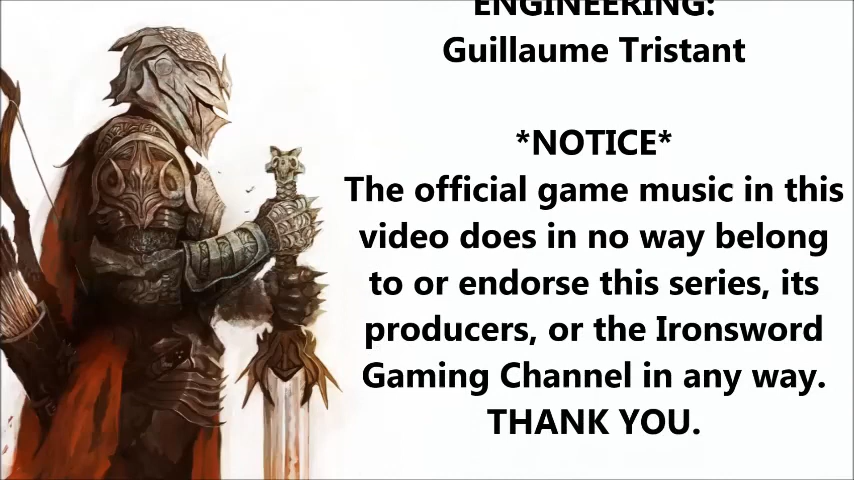 ENGINEERING:
Guillaume Tristant
*NOTICE*
The official game music in this
video does in no way belong
to or endorse this series, its
producers, or the Ironsword
Gaming Channel in any way.
THANK YOU.